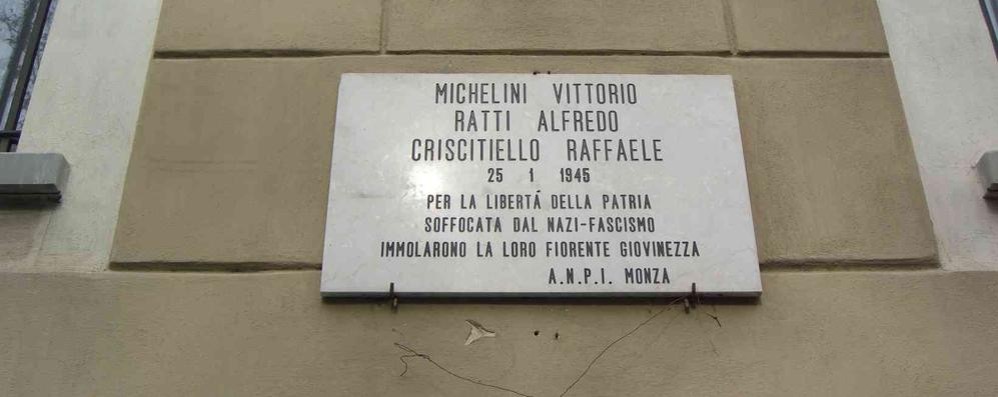 MICHELINI VITTORIO
RATTI ALFREDO
CRISCITIELLO RAFFAELE
25 1 1945
PER LA LIBERTÁ DELLA PATRIA
SOFFOCATA DAL NAZI-FASCISMO
IMMOLARONO LA LORO FIORENTE GIOVINEZZA
A.N.P.I. MONZA